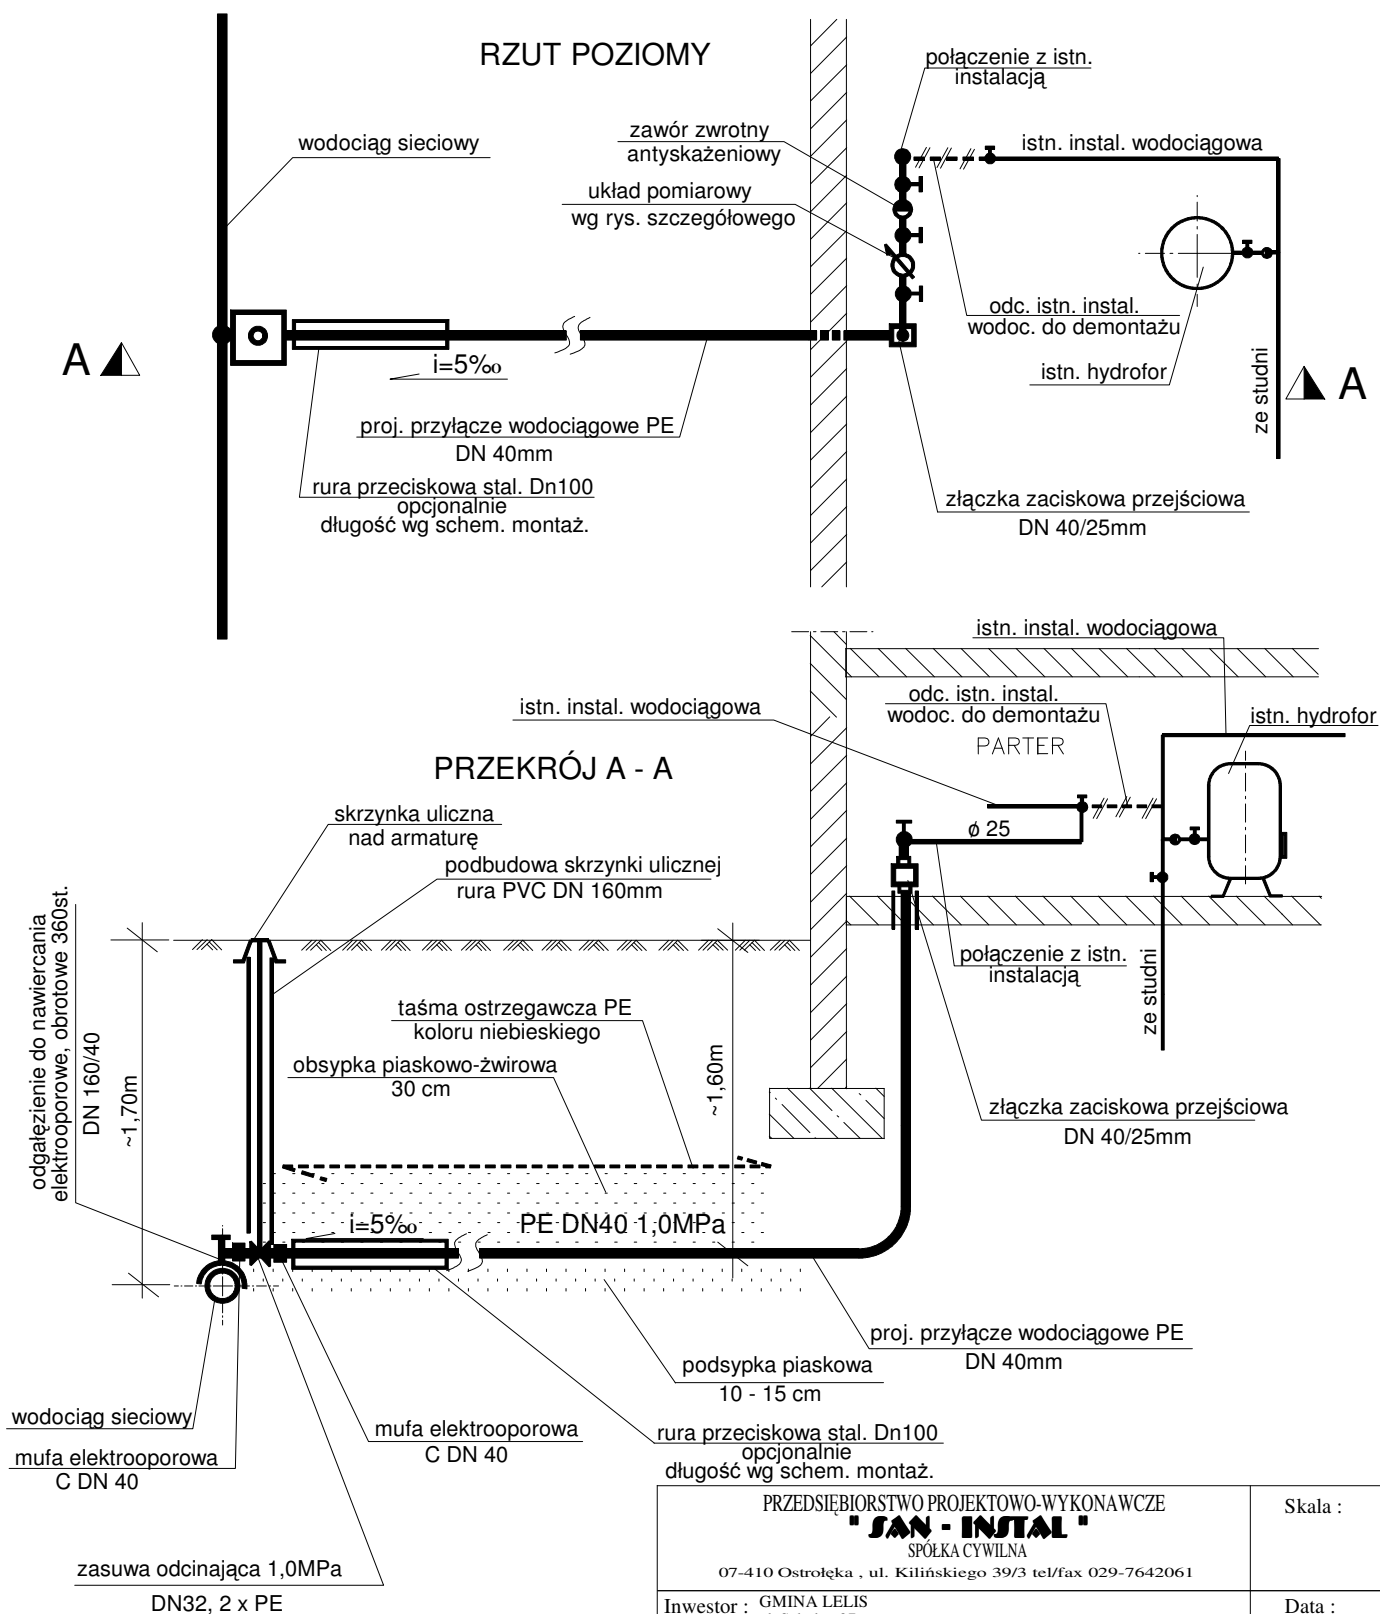 RZUT POZIOMY
połączenie z istn.
instalacją
wodociąg sieciowy
zawór zwrotny
antyskażeniowy
istn. instal. wodociągowa
układ pomiarowy
wg rys. szczegółowego
odc. istn. instal.
wodoc. do demontażu
istn. hydrofor
ze studni
A
A
i=5‰
proj. przyłącze wodociągowe PE
DN 40mm
rura przeciskowa stal. Dn100
opcjonalnie
długość wg schem. montaż.
złączka zaciskowa przejściowa
DN 40/25mm
istn. instal. wodociągowa
istn. instal. wodociągowa
odc. istn. instal.
wodoc. do demontażu
PARTER
istn. hydrofor
PRZEKRÓJ A - A
skrzynka uliczna
nad armaturę
ø 25
podbudowa skrzynki ulicznej
rura PVC DN 160mm
odgałęzienie do nawiercania
elektrooporowe, obrotowe 360st.
DN 160/40
~1,70m
połączenie z istn.
instalacją
ze studni
taśma ostrzegawcza PE
koloru niebieskiego
obsypka piaskowo-żwirowa
30 cm
~1,60m
złączka zaciskowa przejściowa
DN 40/25mm
i=5‰
PE DN40 1,0MPa
proj. przyłącze wodociągowe PE
DN 40mm
podsypka piaskowa
10 - 15 cm
wodociąg sieciowy
mufa elektrooporowa
C DN 40
mufa elektrooporowa
C DN 40
rura przeciskowa stal. Dn100
opcjonalnie
długość wg schem. montaż.
zasuwa odcinająca 1,0MPa
DN32, 2 x PE
PRZEDSIĘBIORSTWO PROJEKTOWO-WYKONAWCZE
" SAN - INSTAL "
SPÓŁKA CYWILNA
07-410 Ostrołęka , ul. Kilińskiego 39/3 tel/fax 029-7642061
Skala :
Inwestor : GMINA LELIS
Data :